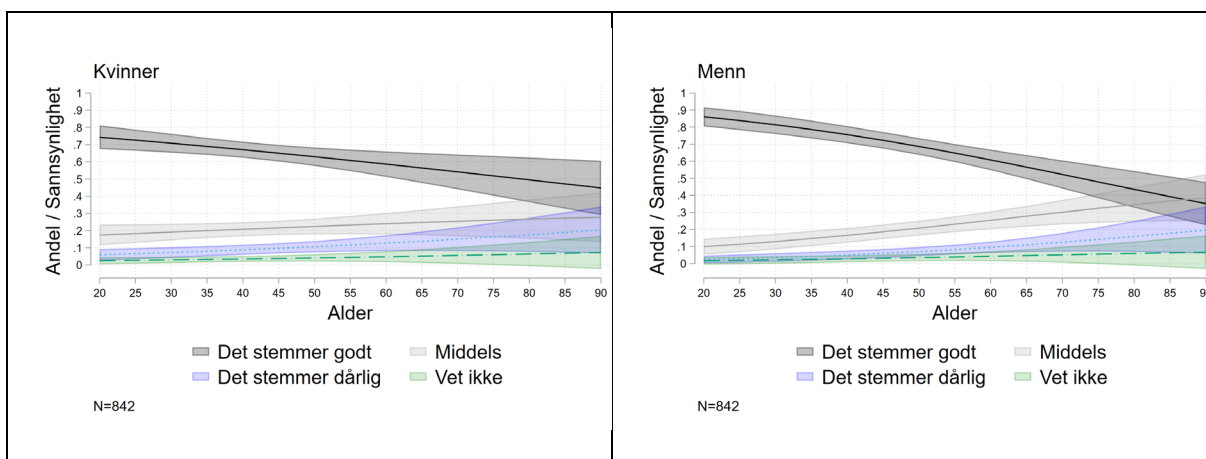 Kvinner
Andel / Sannsynlighet
1
.9
.8
.7
.6
.5
.4
.3
.2
.1
0
20 25 30 35 40 45 50 55 60 65 70 75 80 85 90
Alder
Det stemmer godt Middels
Det stemmer dårlig Vet ikke
N=842
Menn
Andel / Sannsynlighet
1
.9
.8
.7
.6
.5
.4
.3
.2
.1
0
20 25 30 35 40 45 50 55 60 65 70 75 80 85 90
Alder
Det stemmer godt Middels
Det stemmer dårlig Vet ikke
N=842